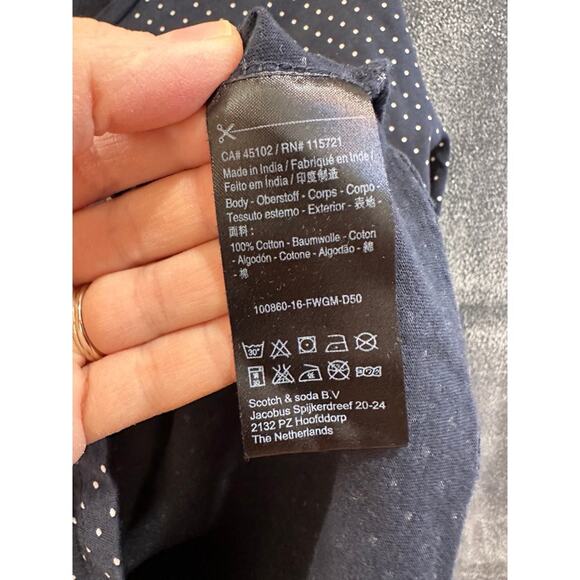 CA# 45102 / RN# 115721
Made in India / Fabriqué en Inde /
Feito em Índia / 印度制造
Body - Oberstoff - Corps - Corpo -
Tessuto esterno - Exterior - 表地 -
面料:
100% Cotton - Baumwolle - Coton
- Algodón - Cotone - Algodão - 綿
- 棉
100860-16-FWGM-D50
30°
Scotch & soda B.V
Jacobus Spijkerdreef 20-24
2132 PZ Hoofddorp
The Netherlands